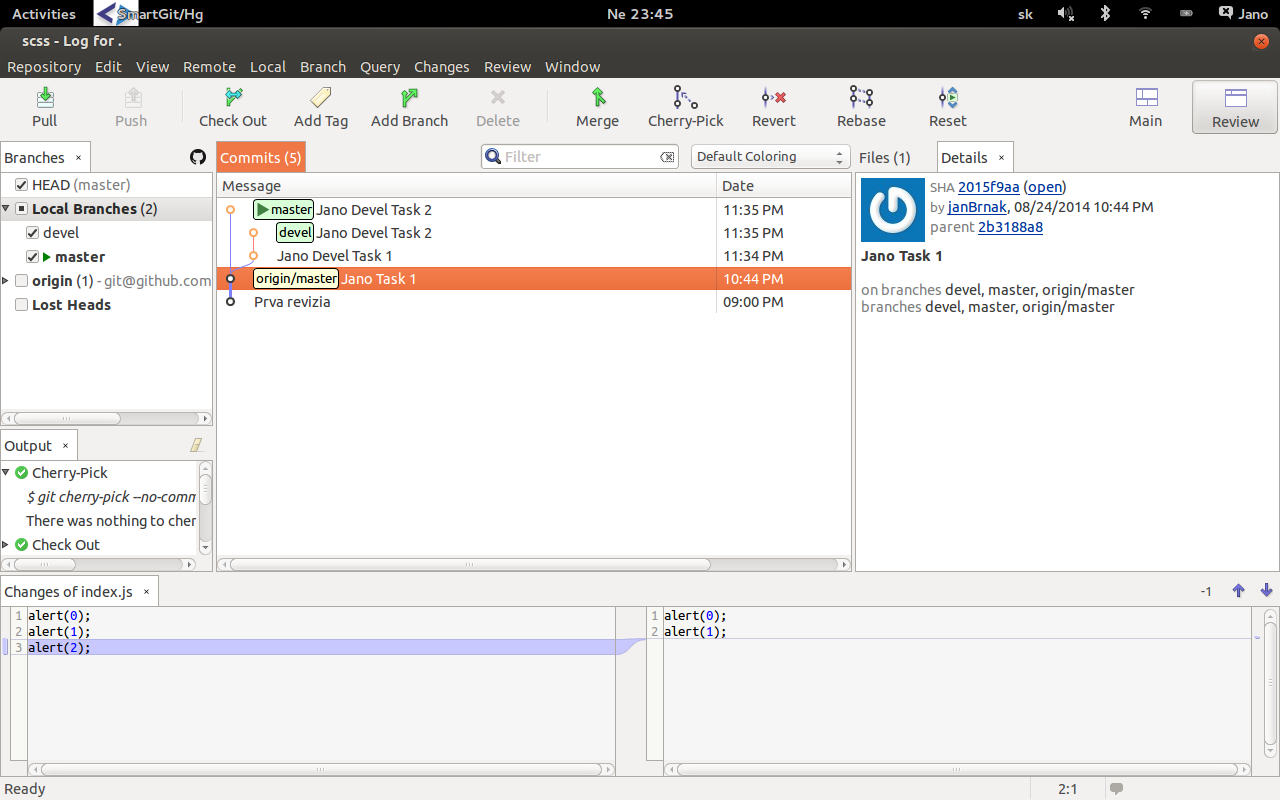 Activities SmartGit/Hg Ne 23:45 sk Jano
scss - Log for .
Repository Edit View Remote Local Branch Query Changes Review Window
Pull Push Check Out Add Tag Add Branch Delete Merge Cherry-Pick Revert Rebase Reset Main Review
Branches
HEAD (master)
Local Branches (2)
devel
master
origin (1) - git@github.com
Lost Heads
Output
Cherry-Pick
$ git cherry-pick --no-comm
There was nothing to cher
Check Out
Commits (5) Filter Default Coloring
Message Date
master Jano Devel Task 2 11:35 PM
devel Jano Devel Task 2 11:35 PM
Jano Devel Task 1 11:34 PM
origin/master Jano Task 1 10:44 PM
Prva revizia 09:00 PM
Files (1) Details
SHA 2015f9aa (open)
by janBrnak, 08/24/2014 10:44 PM
parent 2b3188a8
Jano Task 1
on branches devel, master, origin/master
branches devel, master, origin/master
Changes of index.js -1
1 alert(0);
2 alert(1);
3 alert(2);
1 alert(0);
2 alert(1);
Ready 2:1